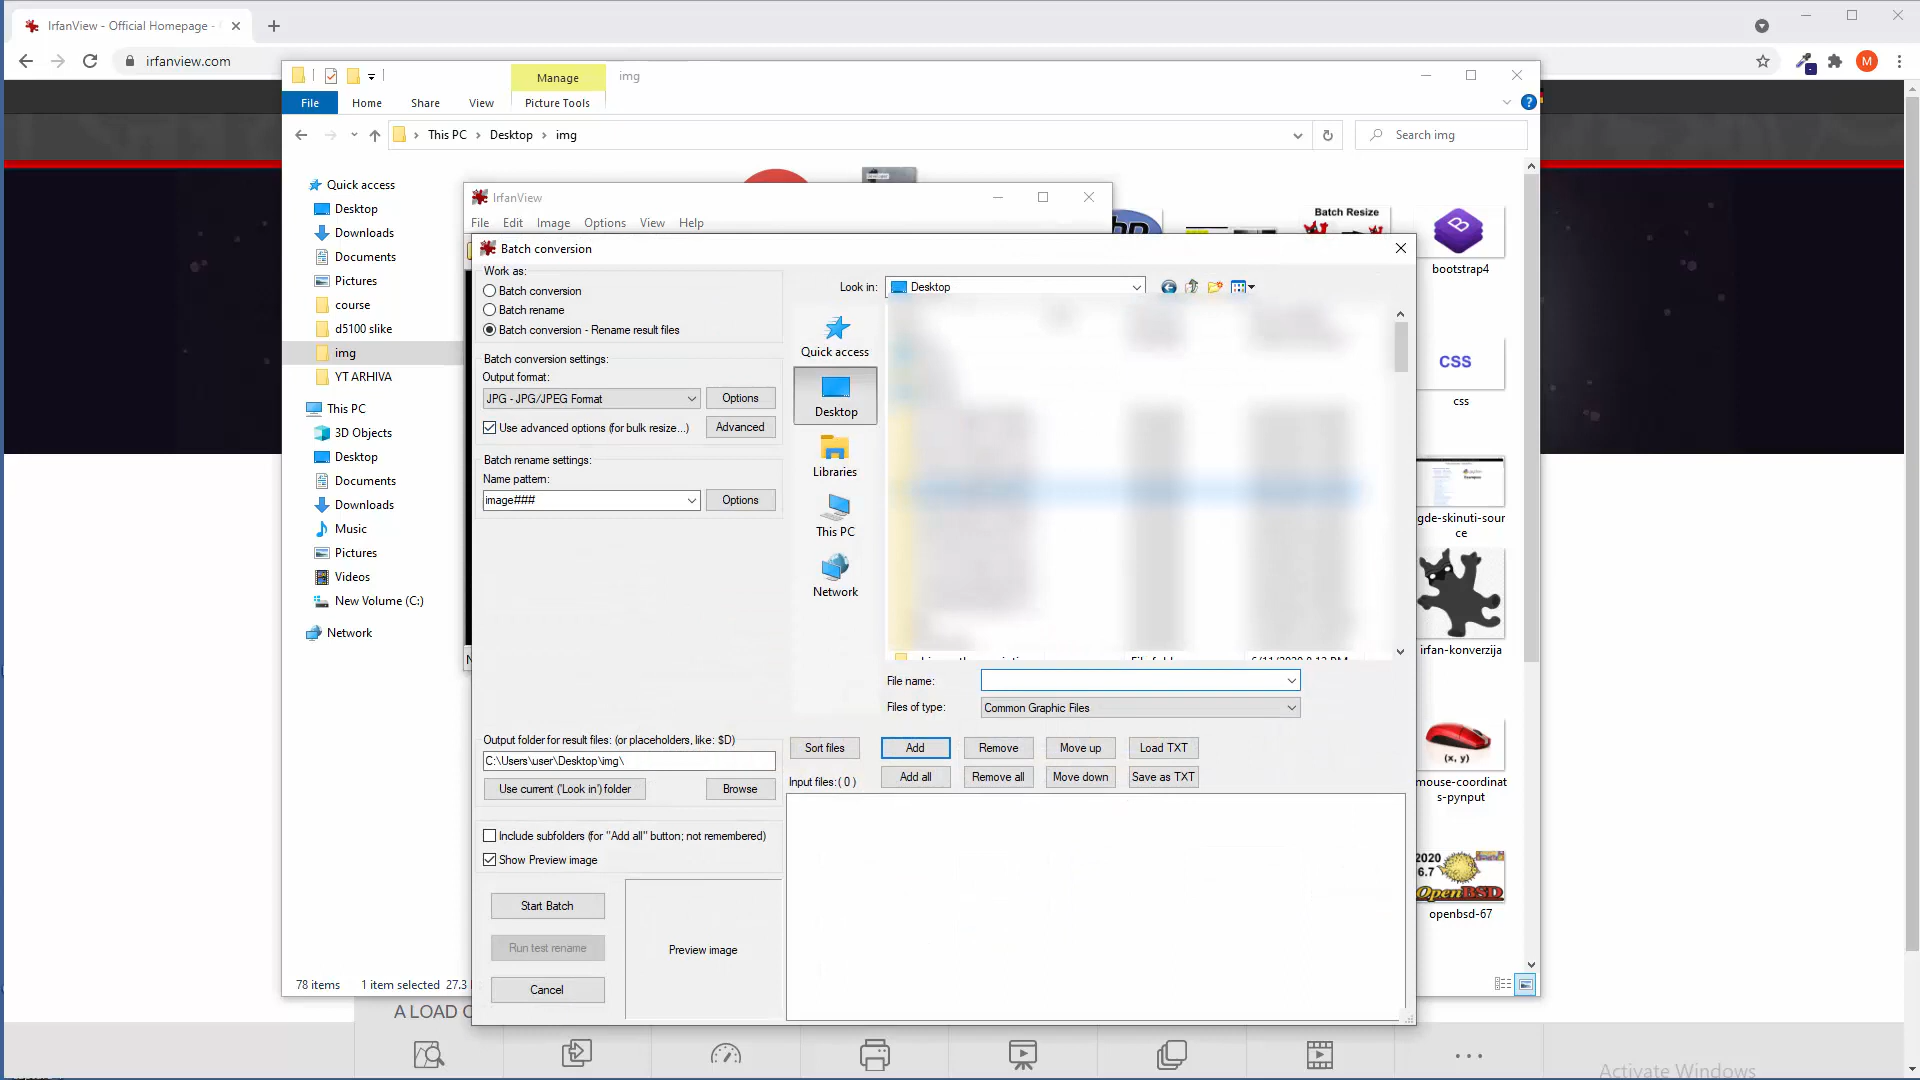 IrfanView - Official Homepage -
irfanview.com
M
Manage
img
File
Home
Share
View
Picture Tools
This PC
Desktop
img
Search img
Quick access
Desktop
Downloads
Documents
Pictures
course
d5100 slike
img
YT ARHIVA
This PC
3D Objects
Desktop
Documents
Downloads
Music
Pictures
Videos
New Volume (C:)
Network
78 items
1 item selected 27.3
IrfanView
File Edit Image Options View Help
Batch conversion
Work as:
Batch conversion
Batch rename
Batch conversion - Rename result files
Batch conversion settings:
Output format:
JPG - JPG/JPEG Format
Options
Use advanced options (for bulk resize...)
Advanced
Batch rename settings:
Name pattern:
image###
Options
Output folder for result files: (or placeholders, like: $D)
C:\Users\user\Desktop\img\
Use current ('Look in') folder
Browse
Include subfolders (for "Add all" button; not remembered)
Show Preview image
Start Batch
Run test rename
Cancel
Preview image
Look in:
Desktop
Quick access
Desktop
Libraries
This PC
Network
File name:
Files of type:
Common Graphic Files
Sort files
Add
Remove
Move up
Load TXT
Input files: ( 0 )
Add all
Remove all
Move down
Save as TXT
Batch Resize
bootstrap4
CSS
css
gde-skinuti-sour
ce
irfan-konverzija
(x, y)
mouse-coordinat
s-pynput
2020
6.7
OpenBSD
openbsd-67
A LOAD
Activate Windows